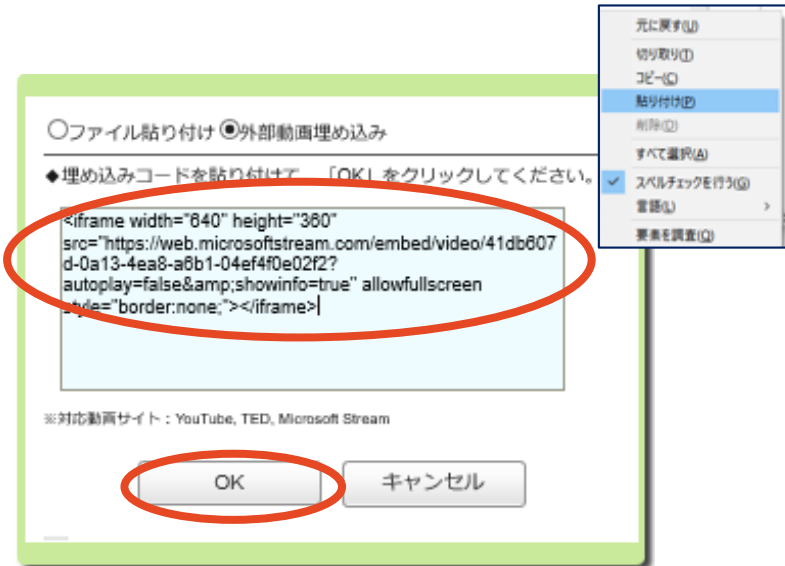 元に戻す(U)
切り取り(T)
コピー(C)
貼り付け(P)
削除(D)
すべて選択(A)
スペルチェックを行う(G)
言語(L)
要素を調査(Q)
ファイル貼り付け 外部動画埋め込み
◆埋め込みコードを貼り付けて、「OK」をクリックしてください。
<iframe width="640" height="360"
src="https://web.microsoftstream.com/embed/video/41db607
d-0a13-4ea8-a6b1-04ef4f0e02f2?
autoplay=false&amp;showinfo=true" allowfullscreen
style="border:none;"></iframe>
※対応動画サイト：YouTube, TED, Microsoft Stream
OK キャンセル